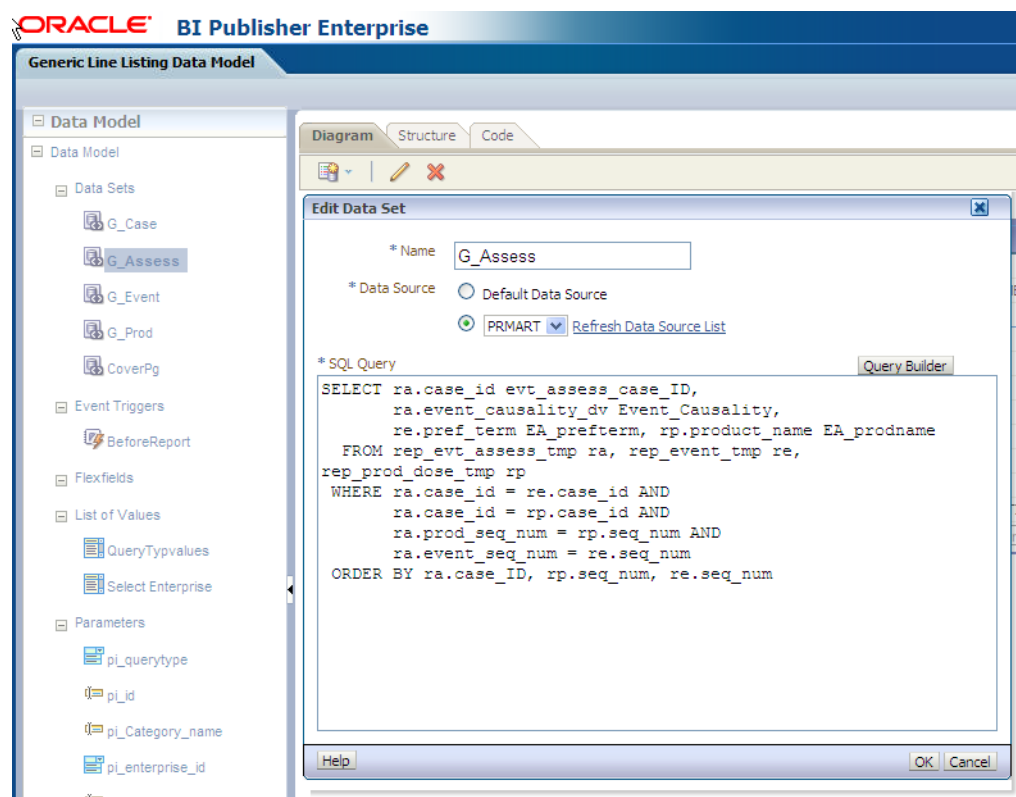 ORACLE BI Publisher Enterprise
Generic Line Listing Data Model
Data Model
Data Model
Data Sets
G_Case
G_Assess
G_Event
G_Prod
CoverPg
Event Triggers
BeforeReport
Flexfields
List of Values
QueryTypvalues
Select Enterprise
Parameters
pi_querytype
pi_id
pi_Category_name
pi_enterprise_id
Diagram Structure Code
Edit Data Set
* Name G_Assess
* Data Source Default Data Source
PRMART Refresh Data Source List
* SQL Query Query Builder
SELECT ra.case_id evt_assess_case_ID,
ra.event_causality_dv Event_Causality,
re.pref_term EA_prefterm, rp.product_name EA_prodname
FROM rep_evt_assess_tmp ra, rep_event_tmp re,
rep_prod_dose_tmp rp
WHERE ra.case_id = re.case_id AND
ra.case_id = rp.case_id AND
ra.prod_seq_num = rp.seq_num AND
ra.event_seq_num = re.seq_num
ORDER BY ra.case_ID, rp.seq_num, re.seq_num
Help OK Cancel